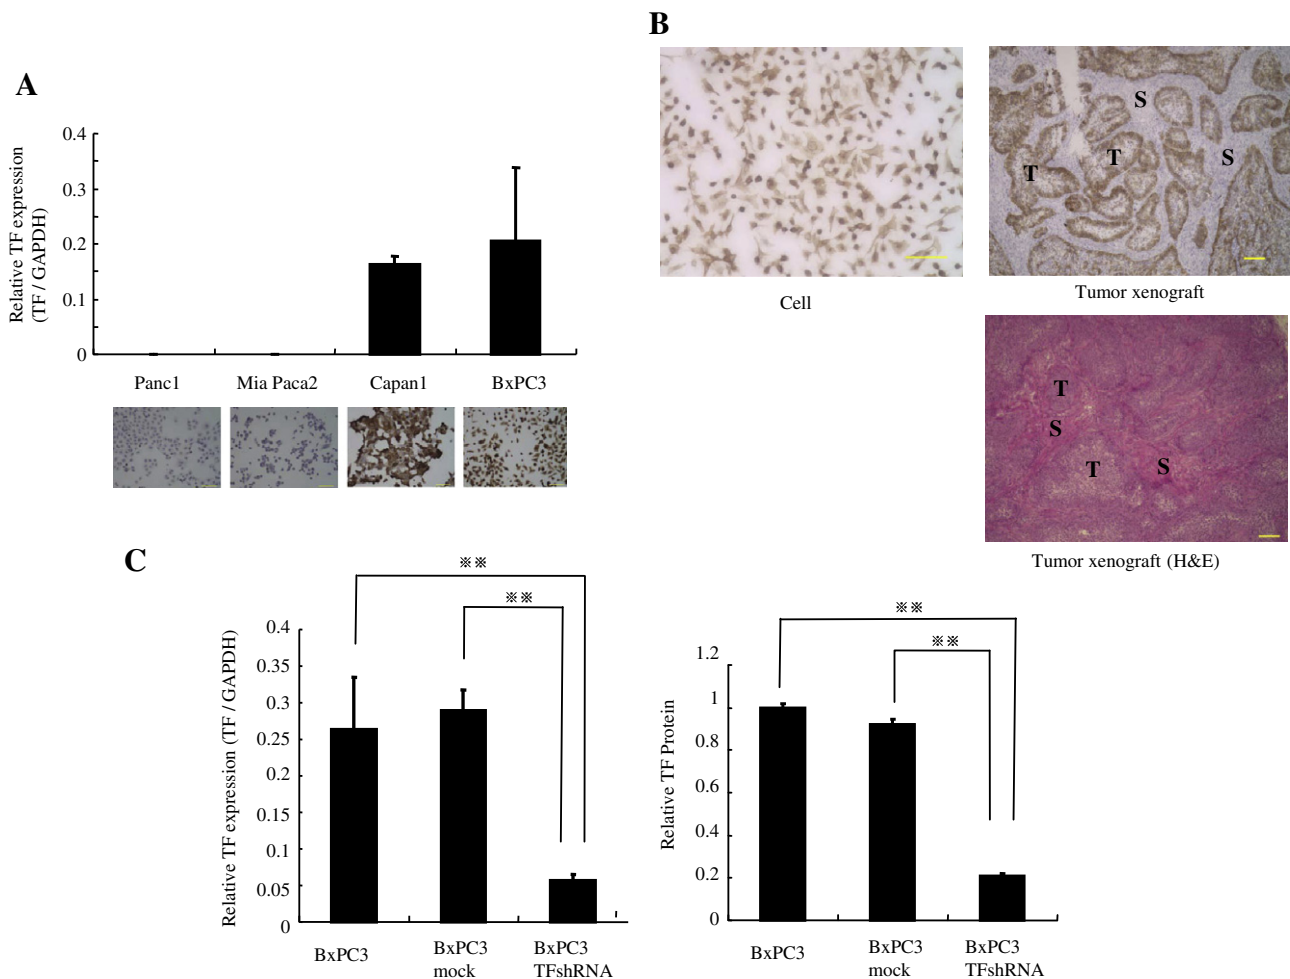 A
Relative TF expression
(TF / GAPDH)
0.4
0.3
0.2
0.1
0
Panc1
Mia Paca2
Capan1
BxPC3
B
Cell
S
S
T
T
Tumor xenograft
T
S
T
S
Tumor xenograft (H&E)
C
※※
※※
Relative TF expression (TF / GAPDH)
0.4
0.35
0.3
0.25
0.2
0.15
0.1
0.05
0
BxPC3
BxPC3
mock
BxPC3
TFshRNA
※※
※※
Relative TF Protein
1.2
1
0.8
0.6
0.4
0.2
0
BxPC3
BxPC3
mock
BxPC3
TFshRNA